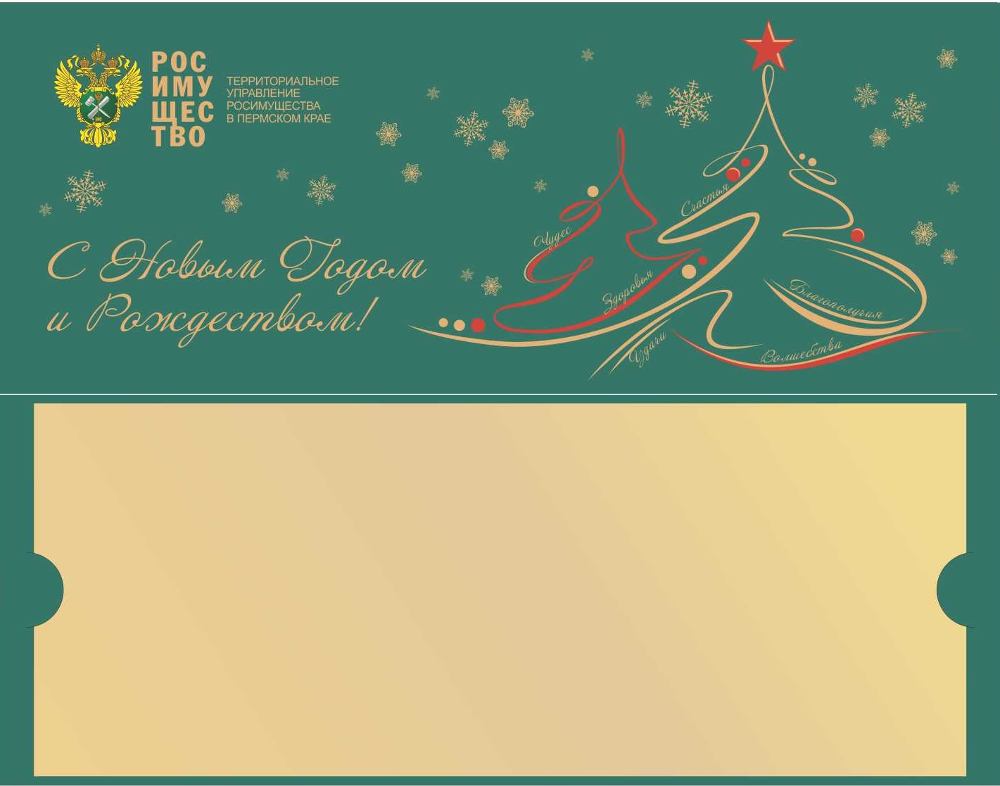 РОС
ИМУ
ЩЕС
ТВО
ТЕРРИТОРИАЛЬНОЕ
УПРАВЛЕНИЕ
РОСИМУЩЕСТВА
В ПЕРМСКОМ КРАЕ
С Новым Годом
и Рождеством!
Счастья
Чудес
Здоровья
Благополучия
Удачи
Волшебства